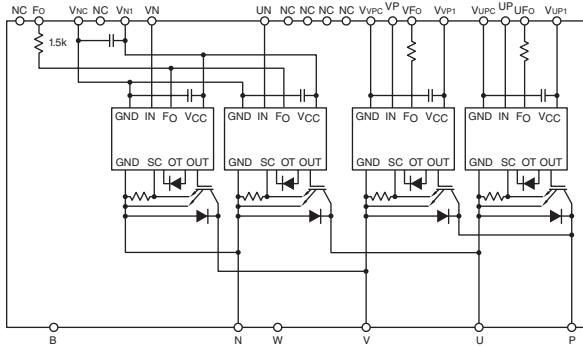 NC FO VNC NC VN1 VN UN NC NC NC NC VVPC VP VFO VVP1 VUPC UP UFO VUP1
1.5k
GND IN FO VCC GND IN FO VCC GND IN FO VCC GND IN FO VCC
GND SC OT OUT GND SC OT OUT GND SC OT OUT GND SC OT OUT
B N W V U P